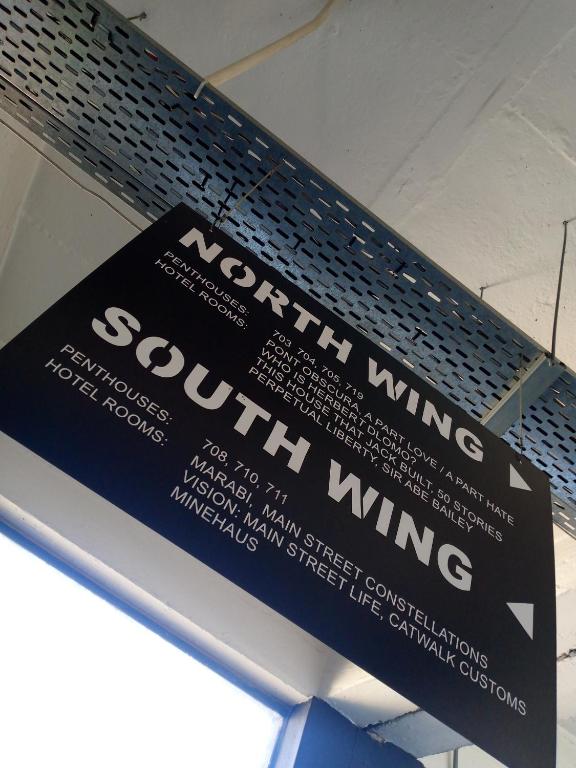 NORTH WING
PENTHOUSES: 703, 704, 705, 719
HOTEL ROOMS: PONT OBSCURA, A PART LOVE / A PART HATE
WHO IS HERBERT DLOMO?,
THIS HOUSE THAT JACK BUILT, 50 STORIES
PERPETUAL LIBERTY, SIR ABE BAILEY
SOUTH WING
PENTHOUSES: 708, 710, 711
HOTEL ROOMS: MARABI, MAIN STREET CONSTELLATIONS
VISION: MAIN STREET LIFE, CATWALK CUSTOMS
MINEHAUS